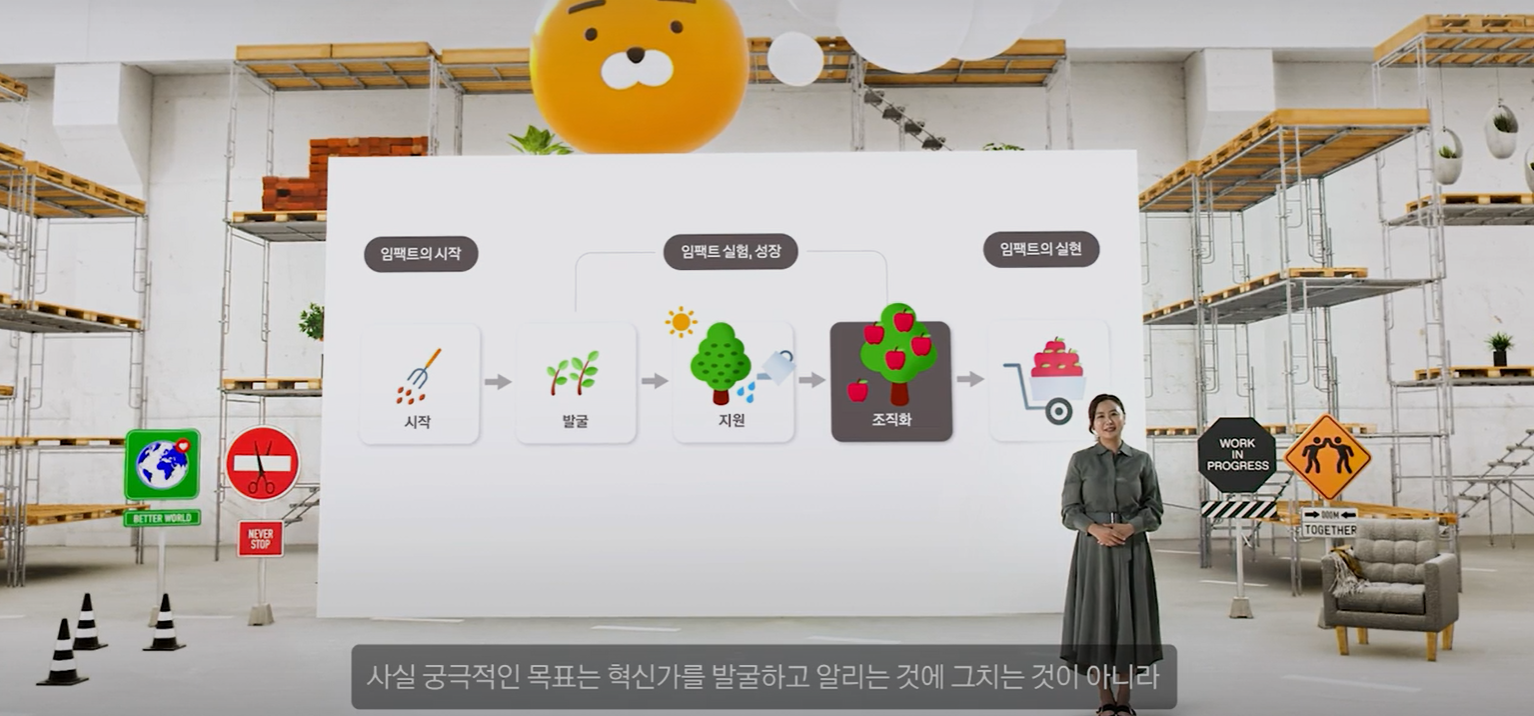 임팩트의 시작
임팩트 실험, 성장
임팩트의 실현
시작
발굴
지원
조직화
BETTER WORLD
NEVER
STOP
WORK
IN
PROGRESS
TOGETHER
사실 궁극적인 목표는 혁신가를 발굴하고 알리는 것에 그치는 것이 아니라